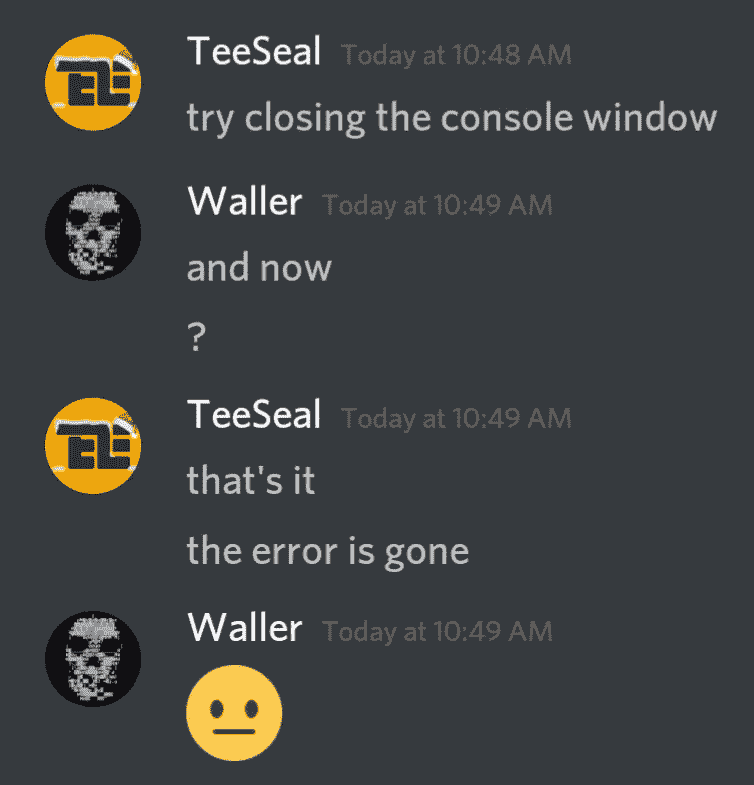 TeeSeal Today at 10:48 AM
try closing the console window
Waller Today at 10:49 AM
and now
?
TeeSeal Today at 10:49 AM
that's it
the error is gone
Waller Today at 10:49 AM